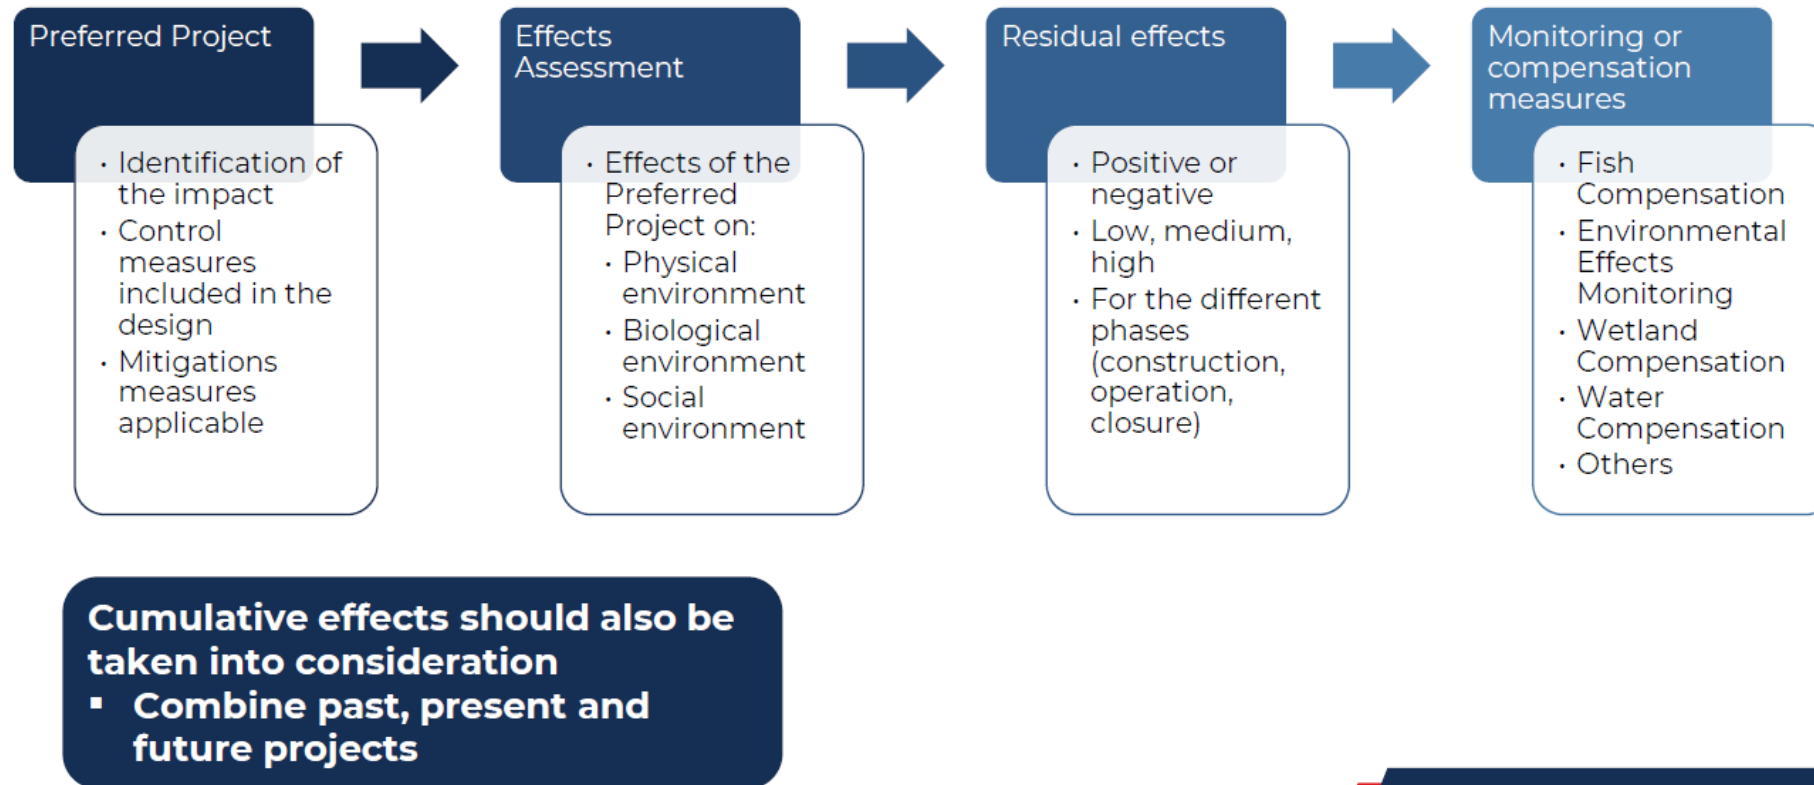 Preferred Project
· Identification of
the impact
· Control
measures
included in the
design
· Mitigations
measures
applicable
Effects
Assessment
· Effects of the
Preferred
Project on:
· Physical
environment
· Biological
environment
· Social
environment
Residual effects
· Positive or
negative
· Low, medium,
high
· For the different
phases
(construction,
operation,
closure)
Monitoring or
compensation
measures
· Fish
Compensation
· Environmental
Effects
Monitoring
· Wetland
Compensation
· Water
Compensation
· Others
Cumulative effects should also be
taken into consideration
▪ Combine past, present and
future projects